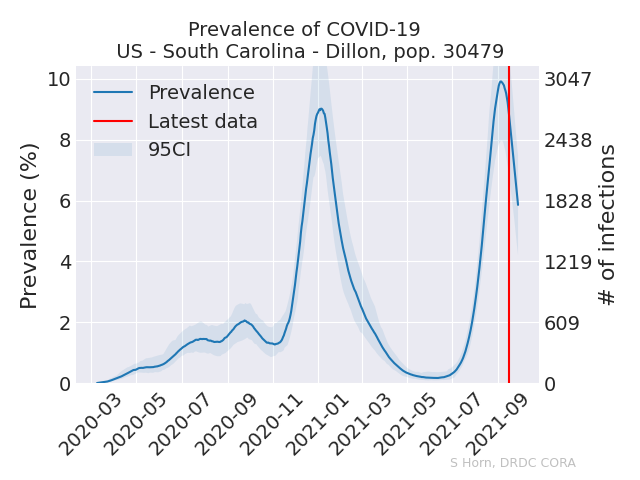 Prevalence of COVID-19
US - South Carolina - Dillon, pop. 30479
Prevalence
Latest data
95CI
Prevalence (%)
10
8
6
4
2
0
3047
2438
1828
1219
609
0
# of infections
2020-03
2020-05
2020-07
2020-09
2020-11
2021-01
2021-03
2021-05
2021-07
2021-09
S Horn, DRDC CORA